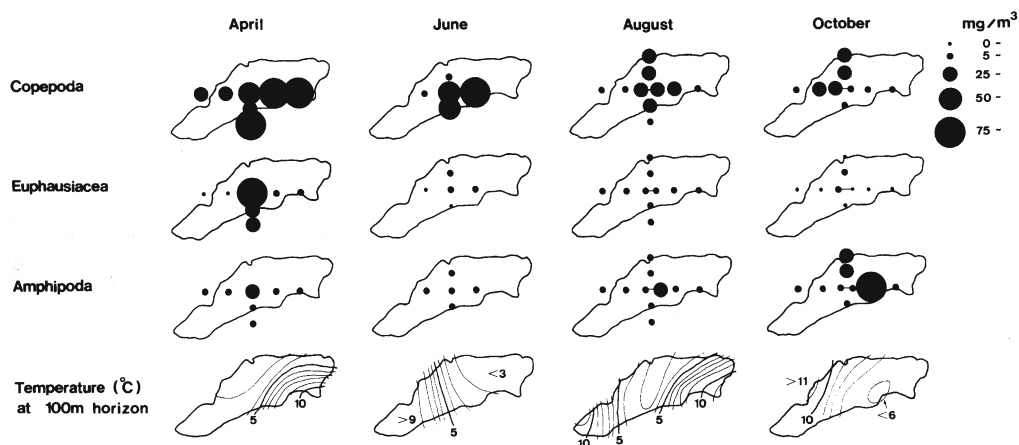 April June August October mg/m³
0 -
5 -
Copepoda 25 -
50 -
75 -
Euphausiacea
Amphipoda
Temperature (°C)
at 100m horizon
5 10
>9 5 <3
10 5 5 10
>11 10 <6